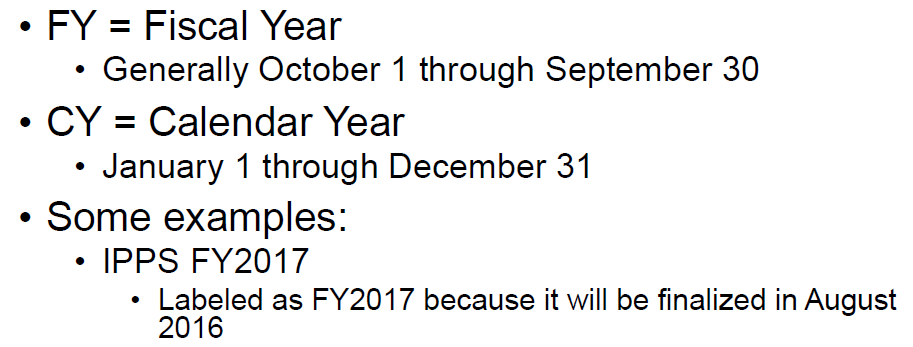 • FY = Fiscal Year
• Generally October 1 through September 30
• CY = Calendar Year
• January 1 through December 31
• Some examples:
• IPPS FY2017
• Labeled as FY2017 because it will be finalized in August
2016